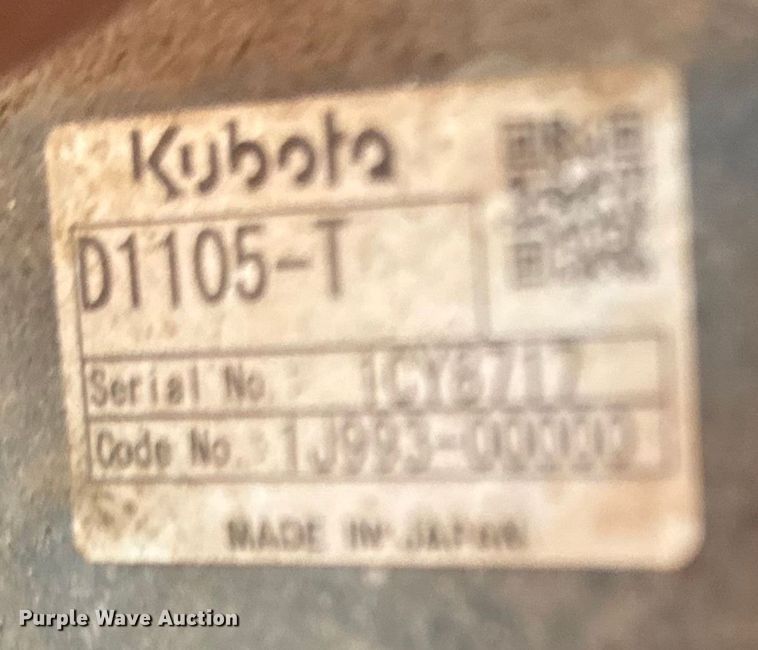 Kubota
D1105-T
Serial No.
Code No. 1J993-00000
MADE IN JAPAN
Purple Wave Auction